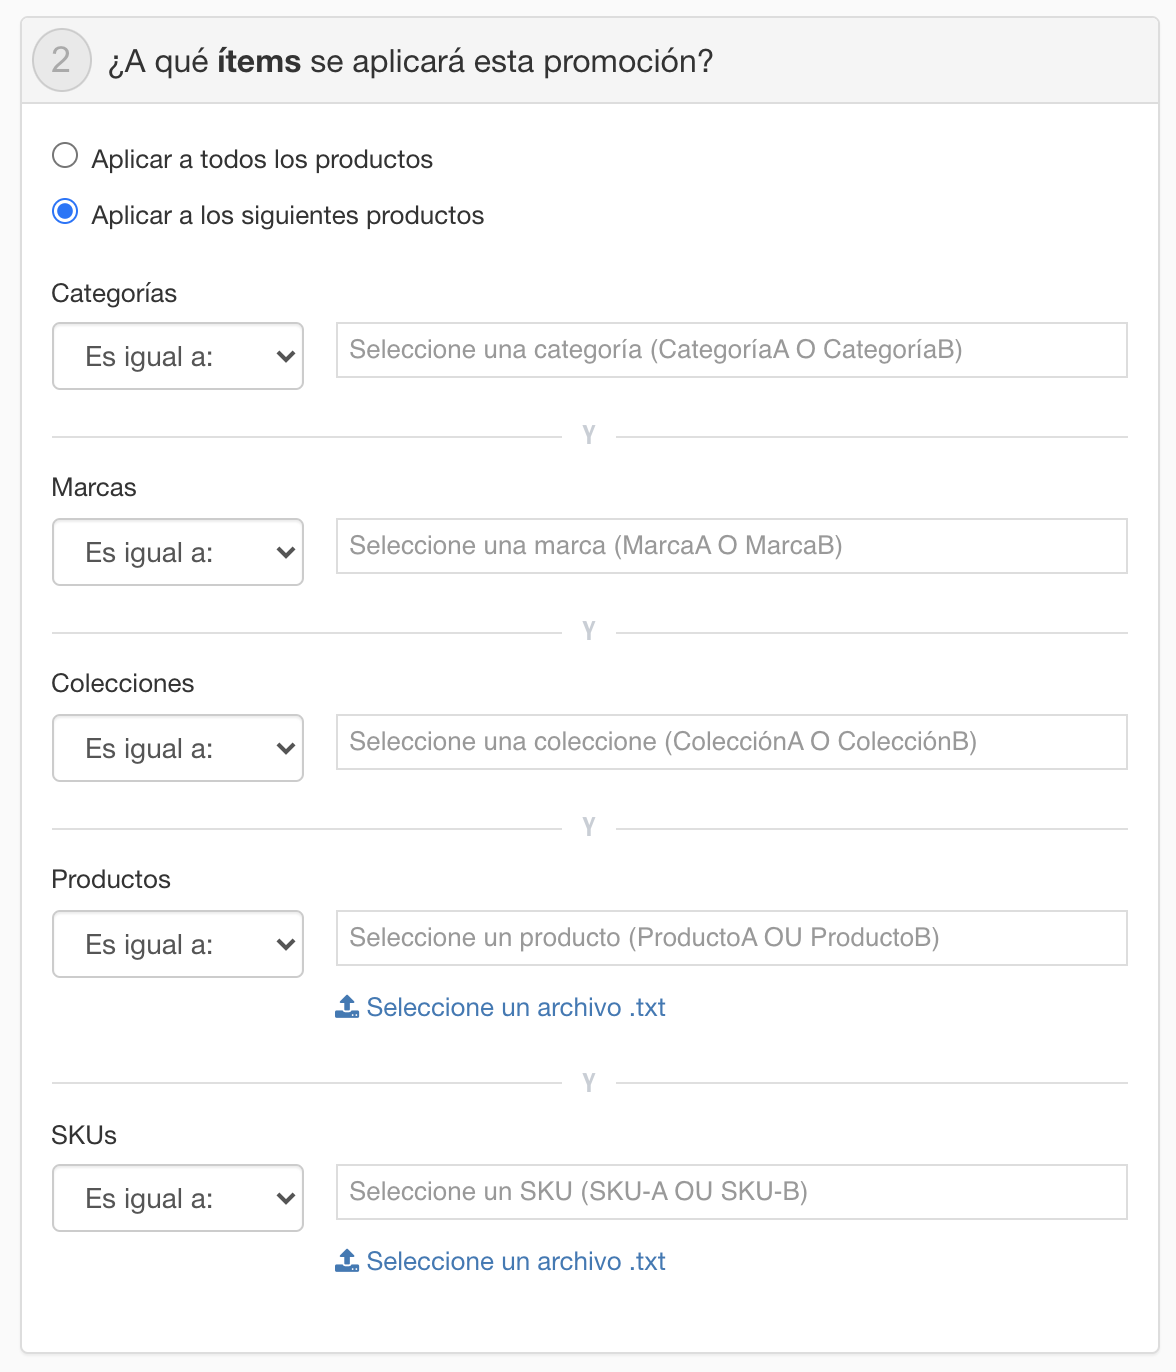 2
¿A qué ítems se aplicará esta promoción?
Aplicar a todos los productos
Aplicar a los siguientes productos
Categorías
Es igual a:
Seleccione una categoría (CategoríaA O CategoríaB)
Y
Marcas
Es igual a:
Seleccione una marca (MarcaA O MarcaB)
Y
Colecciones
Es igual a:
Seleccione una coleccione (ColecciónA O ColecciónB)
Y
Productos
Es igual a:
Seleccione un producto (ProductoA OU ProductoB)
Seleccione un archivo .txt
Y
SKUs
Es igual a:
Seleccione un SKU (SKU-A OU SKU-B)
Seleccione un archivo .txt